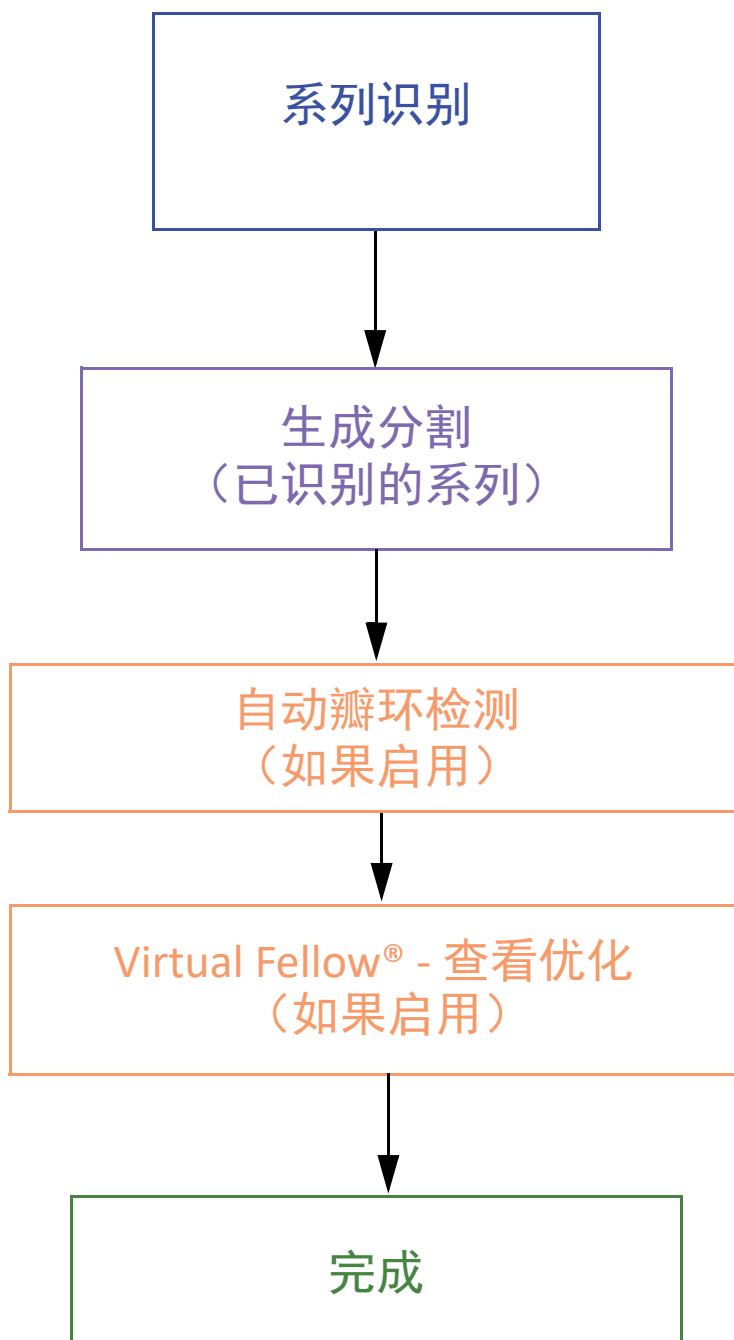 系列识别
生成分割
（已识别的系列）
自动瓣环检测
（如果启用）
Virtual Fellow® - 查看优化
（如果启用）
完成